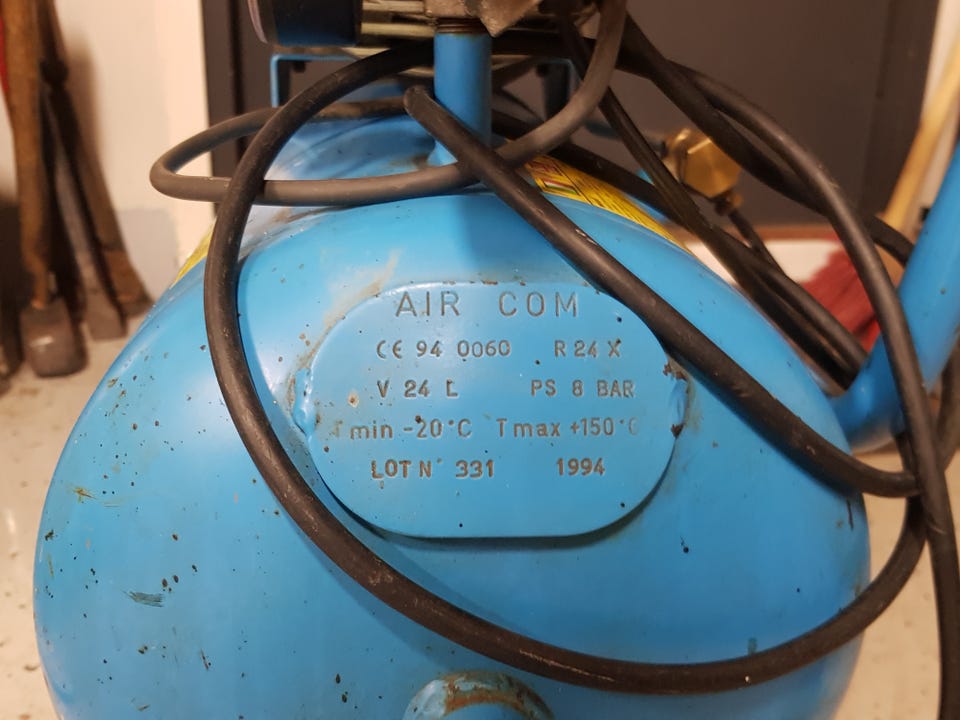 AIR COM
CE 94 0060 R 24 X
V 24 L PS 8 BAR
Tmin -20°C Tmax +150°C
LOT N° 331 1994